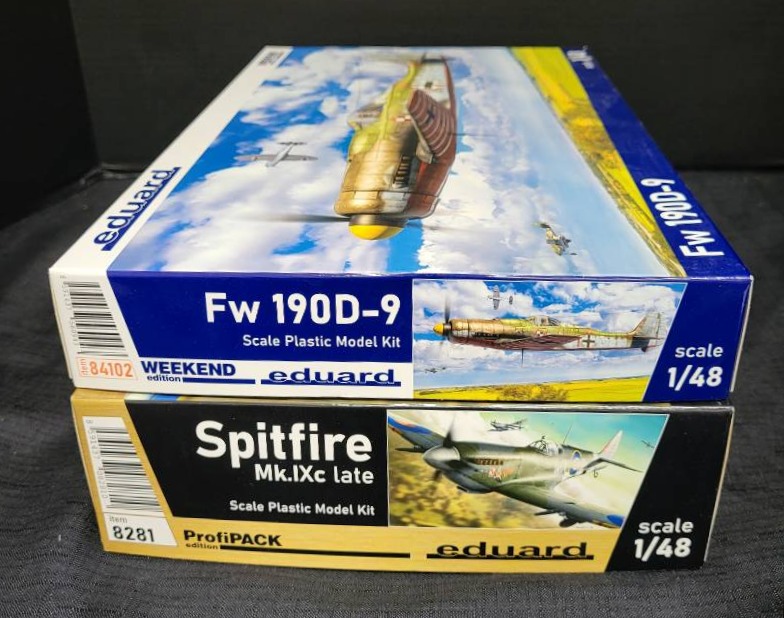 eduard
Fw 190D-9
Fw 190D-9
Scale Plastic Model Kit
item
84102
WEEKEND
edition
eduard
scale
1/48
Spitfire
Mk.IXc late
Scale Plastic Model Kit
item
8281
ProfiPACK
edition
eduard
scale
1/48